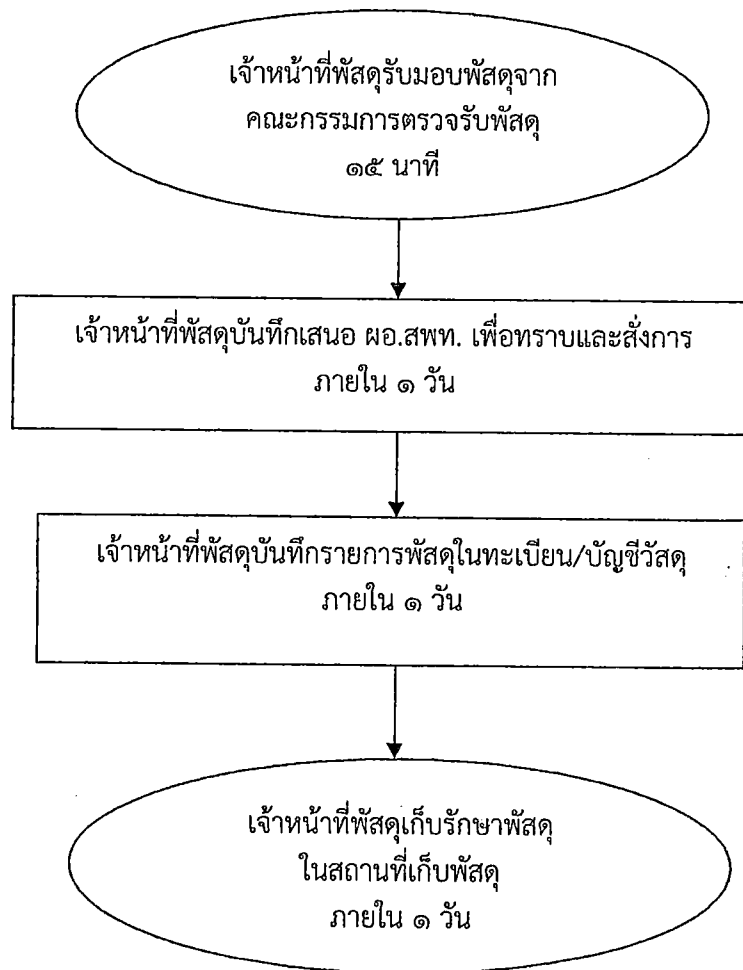 เจ้าหน้าที่พัสดุรับมอบพัสดุจาก
คณะกรรมการตรวจรับพัสดุ
๑๕ นาที
เจ้าหน้าที่พัสดุบันทึกเสนอ ผอ.สพท. เพื่อทราบและสั่งการ
ภายใน ๑ วัน
เจ้าหน้าที่พัสดุบันทึกรายการพัสดุในทะเบียน/บัญชีวัสดุ
ภายใน ๑ วัน
เจ้าหน้าที่พัสดุเก็บรักษาพัสดุ
ในสถานที่เก็บพัสดุ
ภายใน ๑ วัน